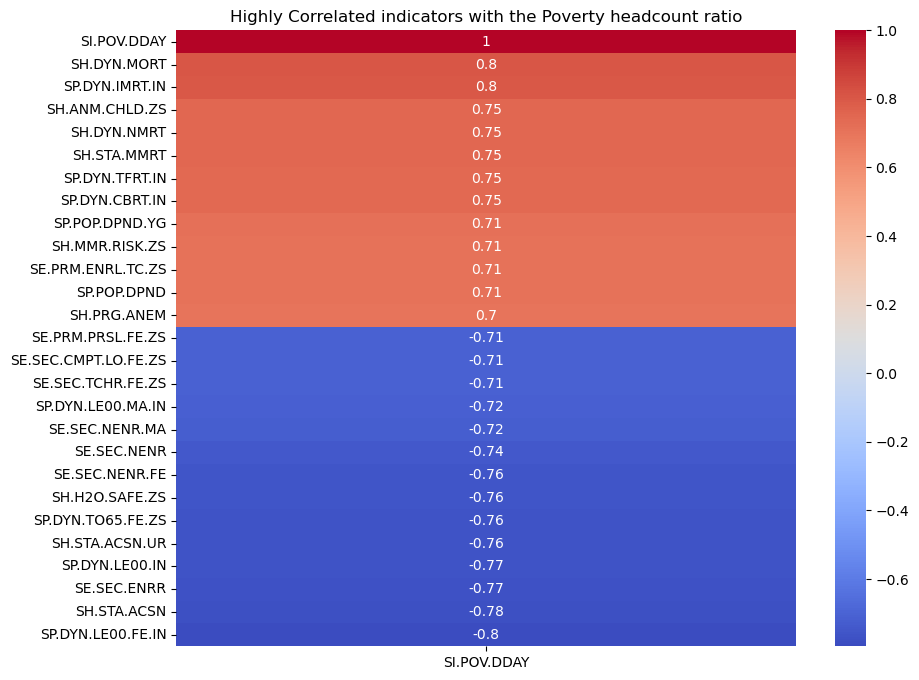 Highly Correlated indicators with the Poverty headcount ratio
SI.POV.DDAY 1
SH.DYN.MORT 0.8
SP.DYN.IMRT.IN 0.8
SH.ANM.CHLD.ZS 0.75
SH.DYN.NMRT 0.75
SH.STA.MMRT 0.75
SP.DYN.TFRT.IN 0.75
SP.DYN.CBRT.IN 0.75
SP.POP.DPND.YG 0.71
SH.MMR.RISK.ZS 0.71
SE.PRM.ENRL.TC.ZS 0.71
SP.POP.DPND 0.71
SH.PRG.ANEM 0.7
SE.PRM.PRSL.FE.ZS -0.71
SE.SEC.CMPT.LO.FE.ZS -0.71
SE.SEC.TCHR.FE.ZS -0.71
SP.DYN.LE00.MA.IN -0.72
SE.SEC.NENR.MA -0.72
SE.SEC.NENR -0.74
SE.SEC.NENR.FE -0.76
SH.H2O.SAFE.ZS -0.76
SP.DYN.TO65.FE.ZS -0.76
SH.STA.ACSN.UR -0.76
SP.DYN.LE00.IN -0.77
SE.SEC.ENRR -0.77
SH.STA.ACSN -0.78
SP.DYN.LE00.FE.IN -0.8
SI.POV.DDAY
1.0
0.8
0.6
0.4
0.2
0.0
−0.2
−0.4
−0.6